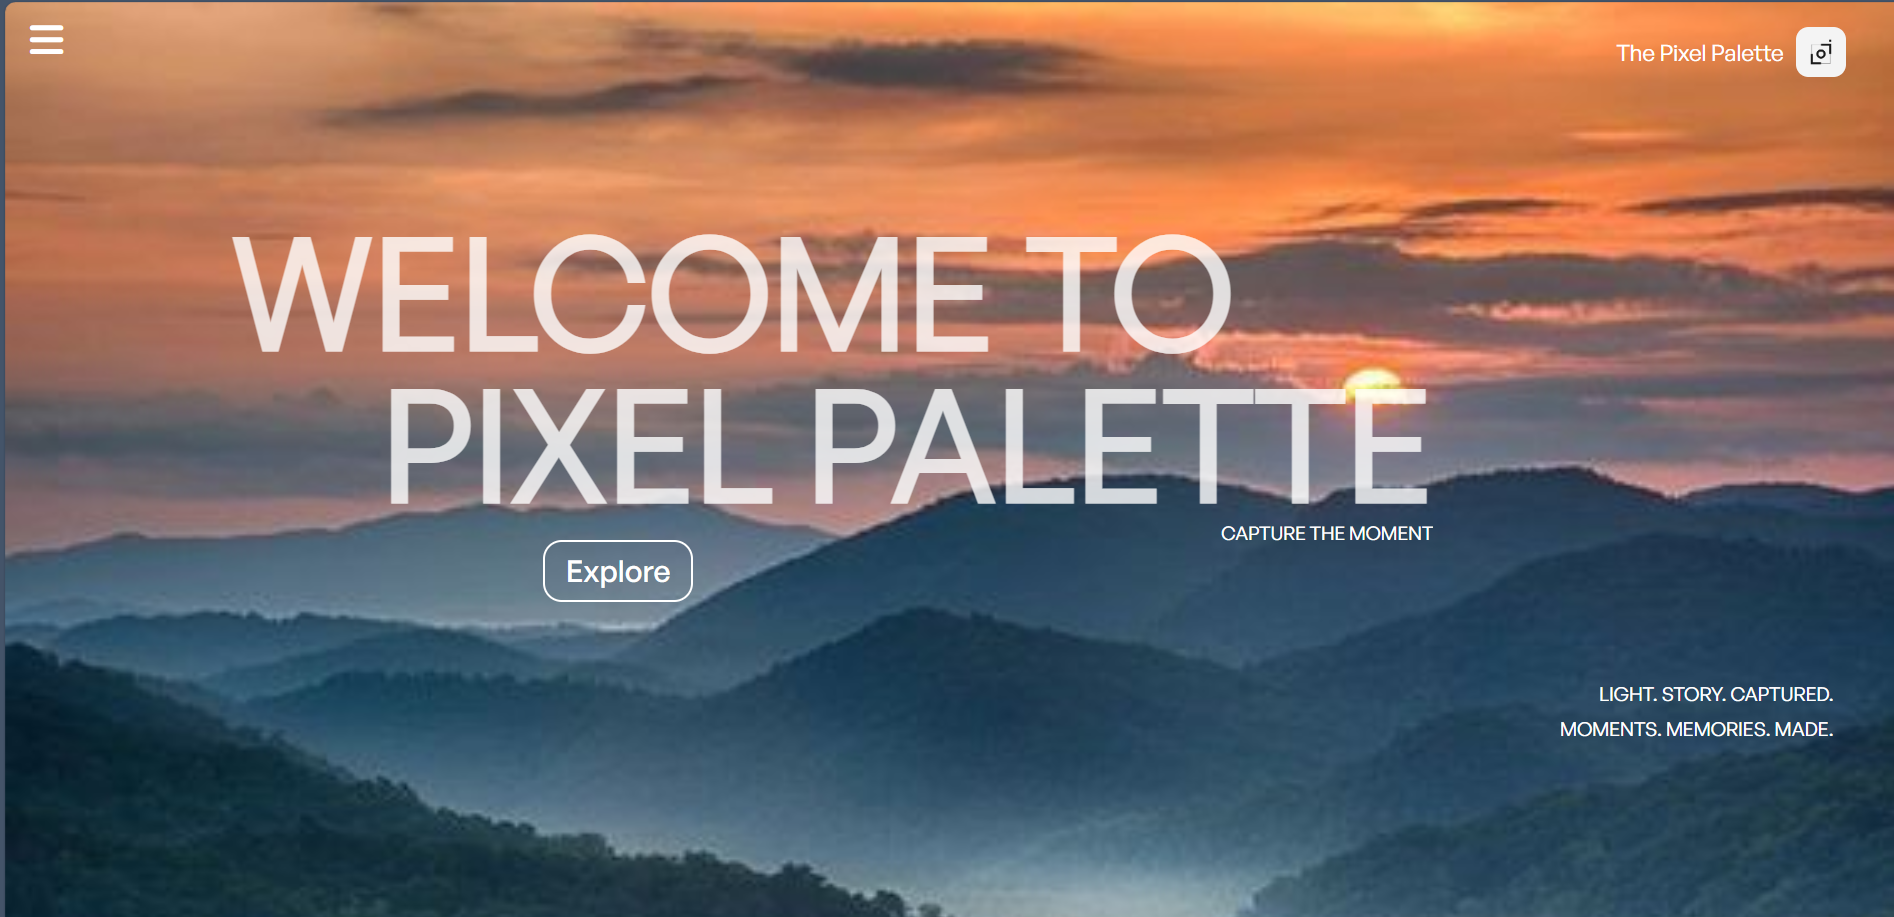 The Pixel Palette
WELCOME TO
PIXEL PALETTE
CAPTURE THE MOMENT
Explore
LIGHT. STORY. CAPTURED.
MOMENTS. MEMORIES. MADE.